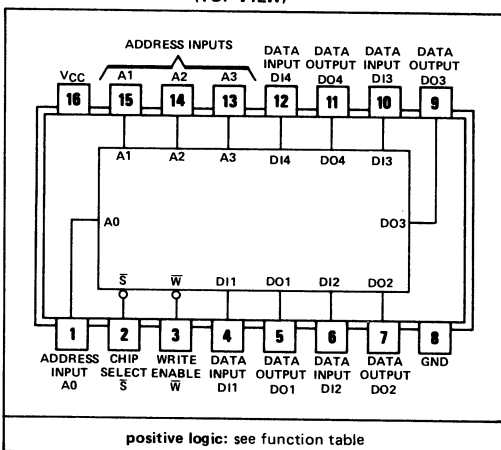 (TOP VIEW)
ADDRESS INPUTS
DATA INPUT DI4
DATA OUTPUT DO4
DATA INPUT DI3
DATA OUTPUT DO3
VCC A1 A2 A3
16 15 14 13 12 11 10 9
A1 A2 A3 DI4 DO4 DI3
A0 DO3
S̅ W̅ DI1 DO1 DI2 DO2
1 2 3 4 5 6 7 8
ADDRESS INPUT A0
CHIP SELECT S̅
WRITE ENABLE W̅
DATA INPUT DI1
DATA OUTPUT DO1
DATA INPUT DI2
DATA OUTPUT DO2
GND
positive logic: see function table